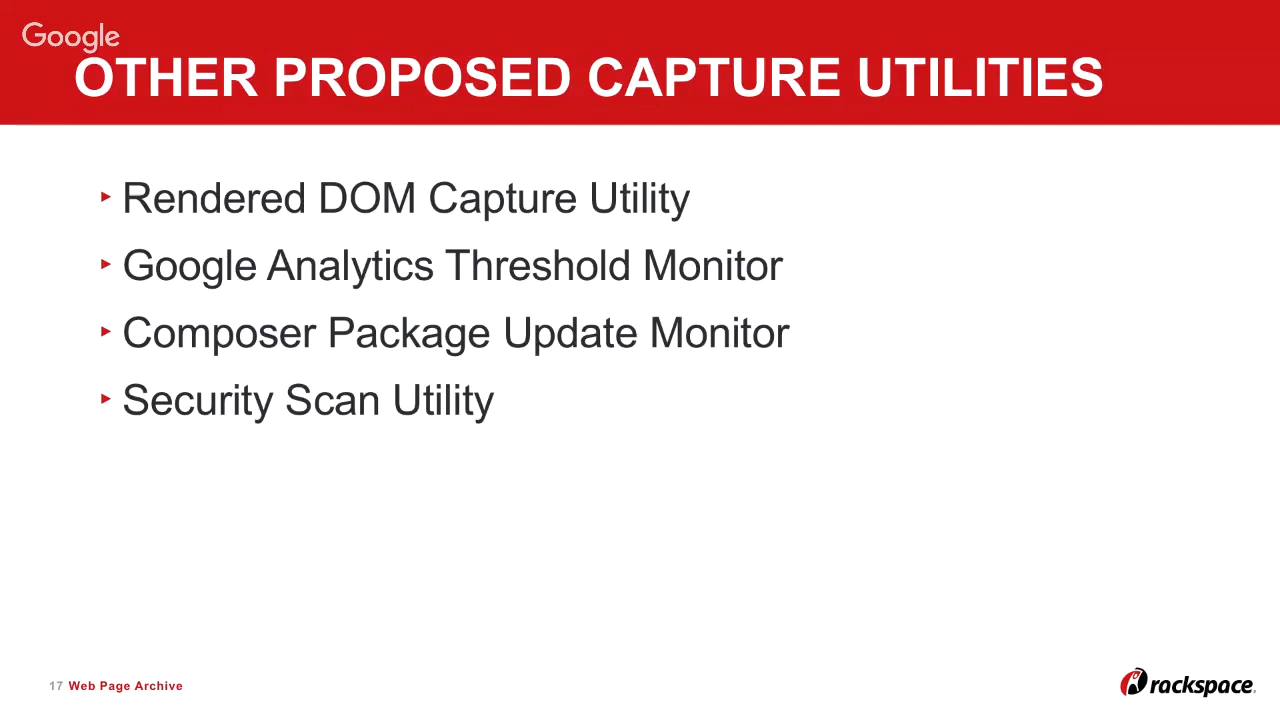 Google
OTHER PROPOSED CAPTURE UTILITIES
‣ Rendered DOM Capture Utility
‣ Google Analytics Threshold Monitor
‣ Composer Package Update Monitor
‣ Security Scan Utility
17 Web Page Archive
rackspace.